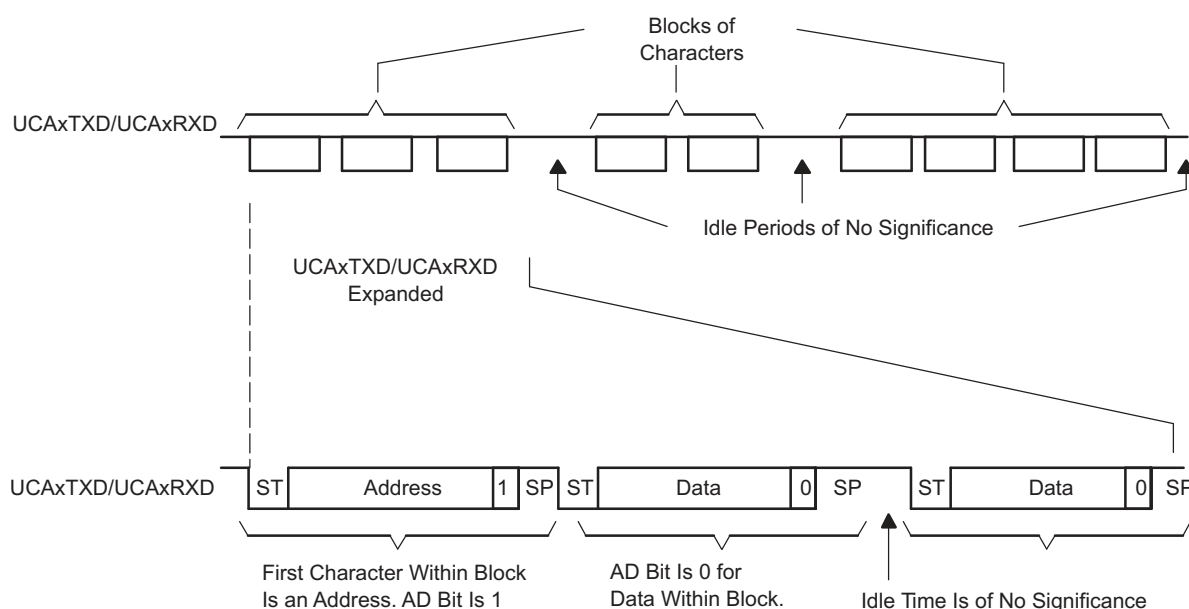 Blocks of
Characters
UCAxTXD/UCAxRXD
Idle Periods of No Significance
UCAxTXD/UCAxRXD
Expanded
UCAxTXD/UCAxRXD
ST Address 1 SP ST Data 0 SP ST Data 0 SP
First Character Within Block
Is an Address. AD Bit Is 1
AD Bit Is 0 for
Data Within Block.
Idle Time Is of No Significance